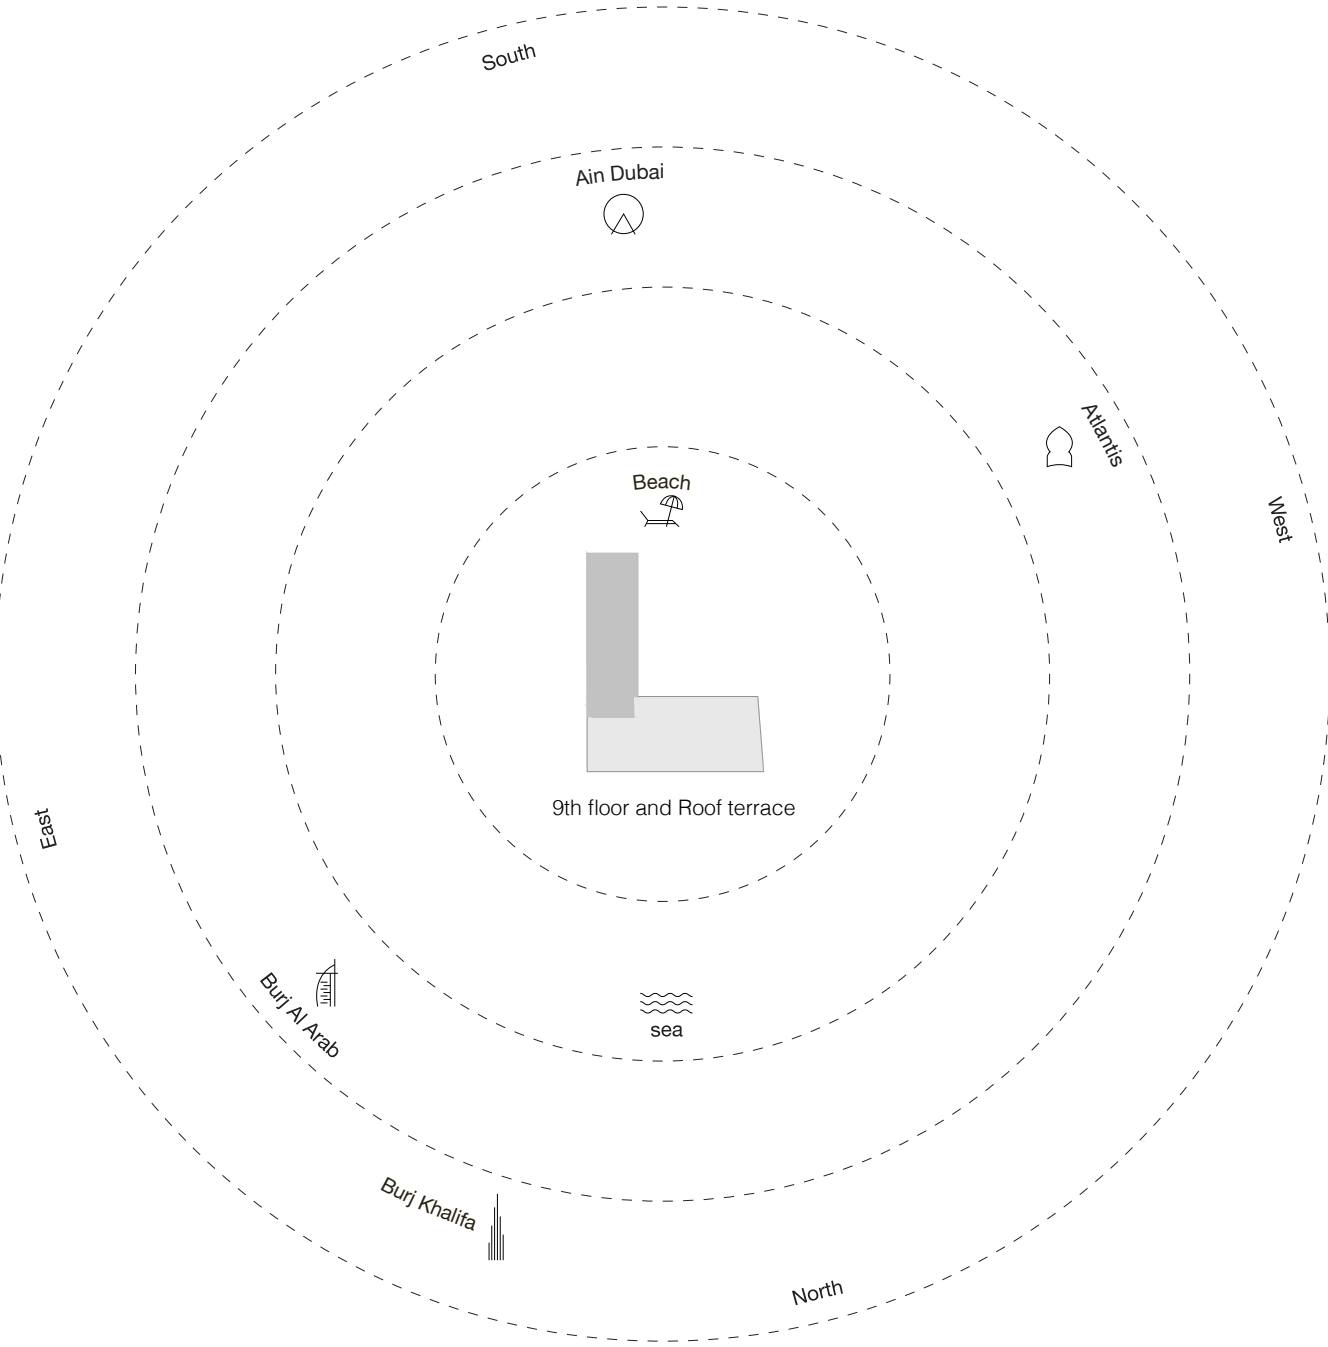 South
Ain Dubai
Atlantis
Beach
West
9th floor and Roof terrace
East
Burj Al Arab
sea
Burj Khalifa
North